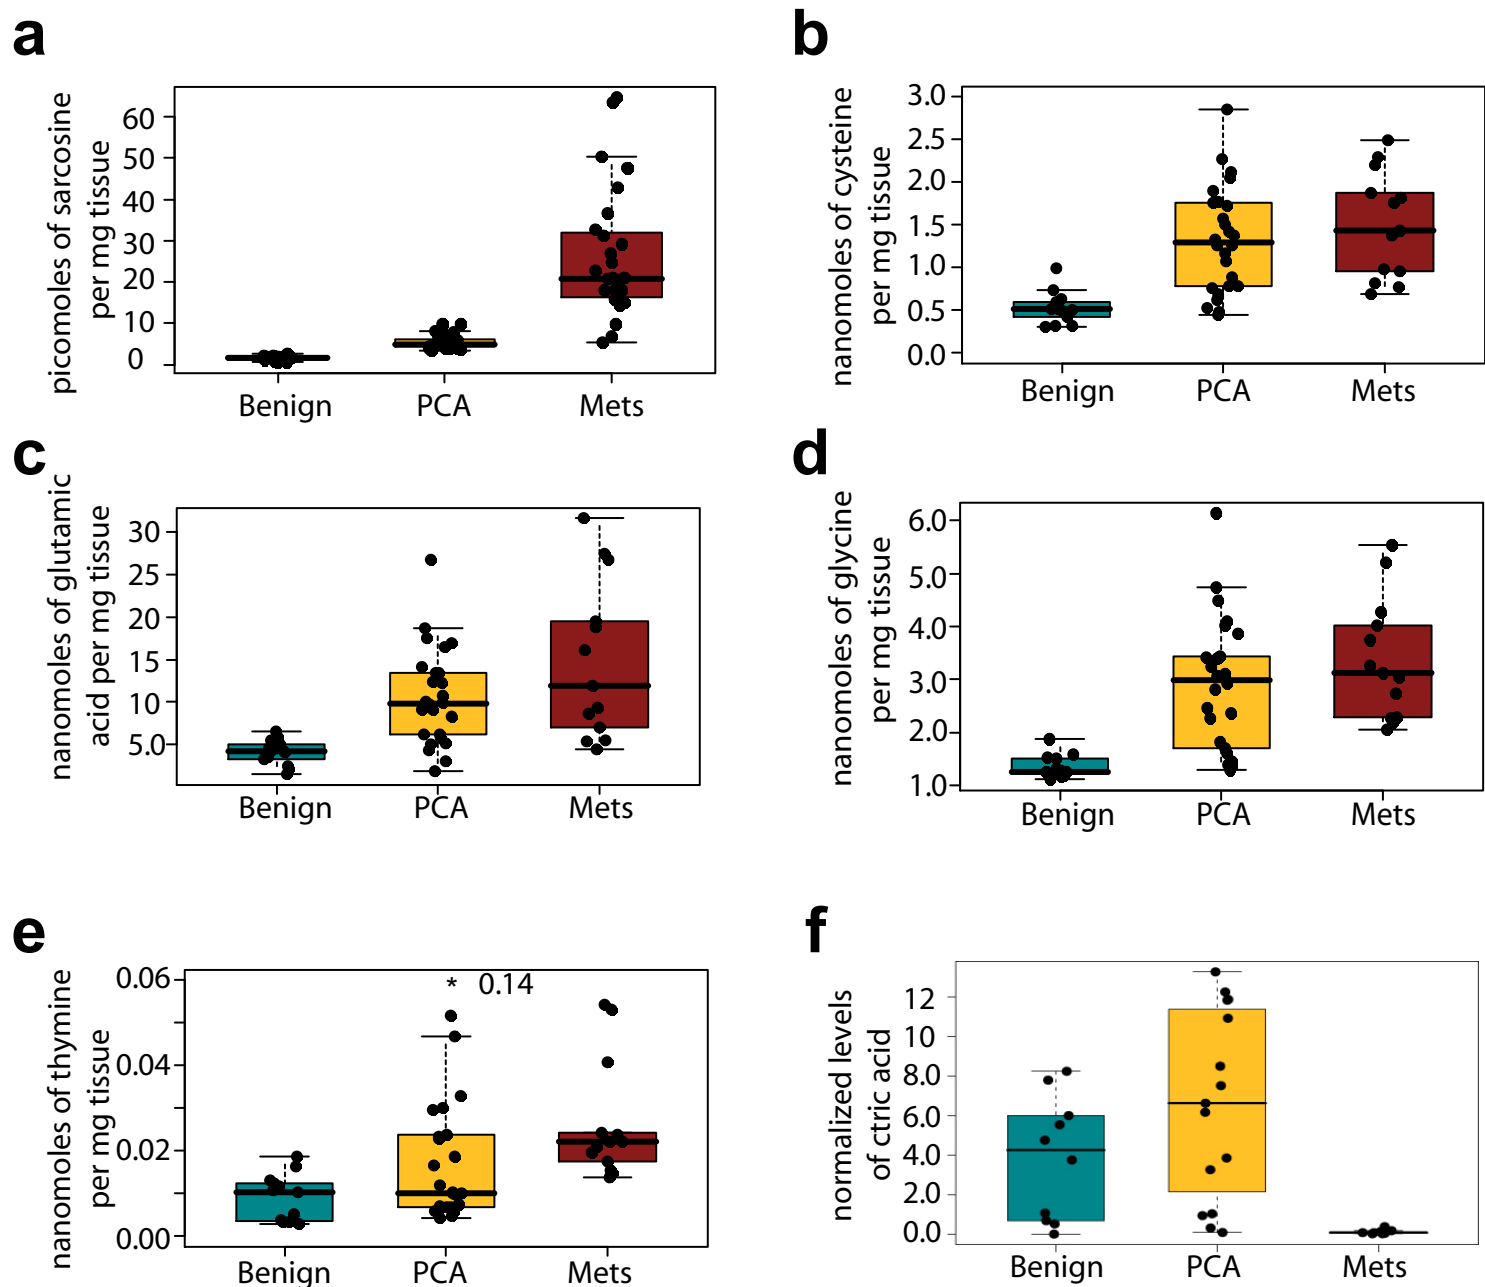 a
picomoles of sarcosine
per mg tissue
60
50
40
30
20
10
0
Benign
PCA
Mets
b
nanomoles of cysteine
per mg tissue
3.0
2.5
2.0
1.5
1.0
0.5
0.0
Benign
PCA
Mets
c
nanomoles of glutamic
acid per mg tissue
30
25
20
15
10
5.0
Benign
PCA
Mets
d
nanomoles of glycine
per mg tissue
6.0
5.0
4.0
3.0
2.0
1.0
Benign
PCA
Mets
e
nanomoles of thymine
per mg tissue
0.06
0.04
0.02
0.00
* 0.14
Benign
PCA
Mets
f
normalized levels
of ctric acid
12
10
8.0
6.0
4.0
2.0
0.0
Benign
PCA
Mets